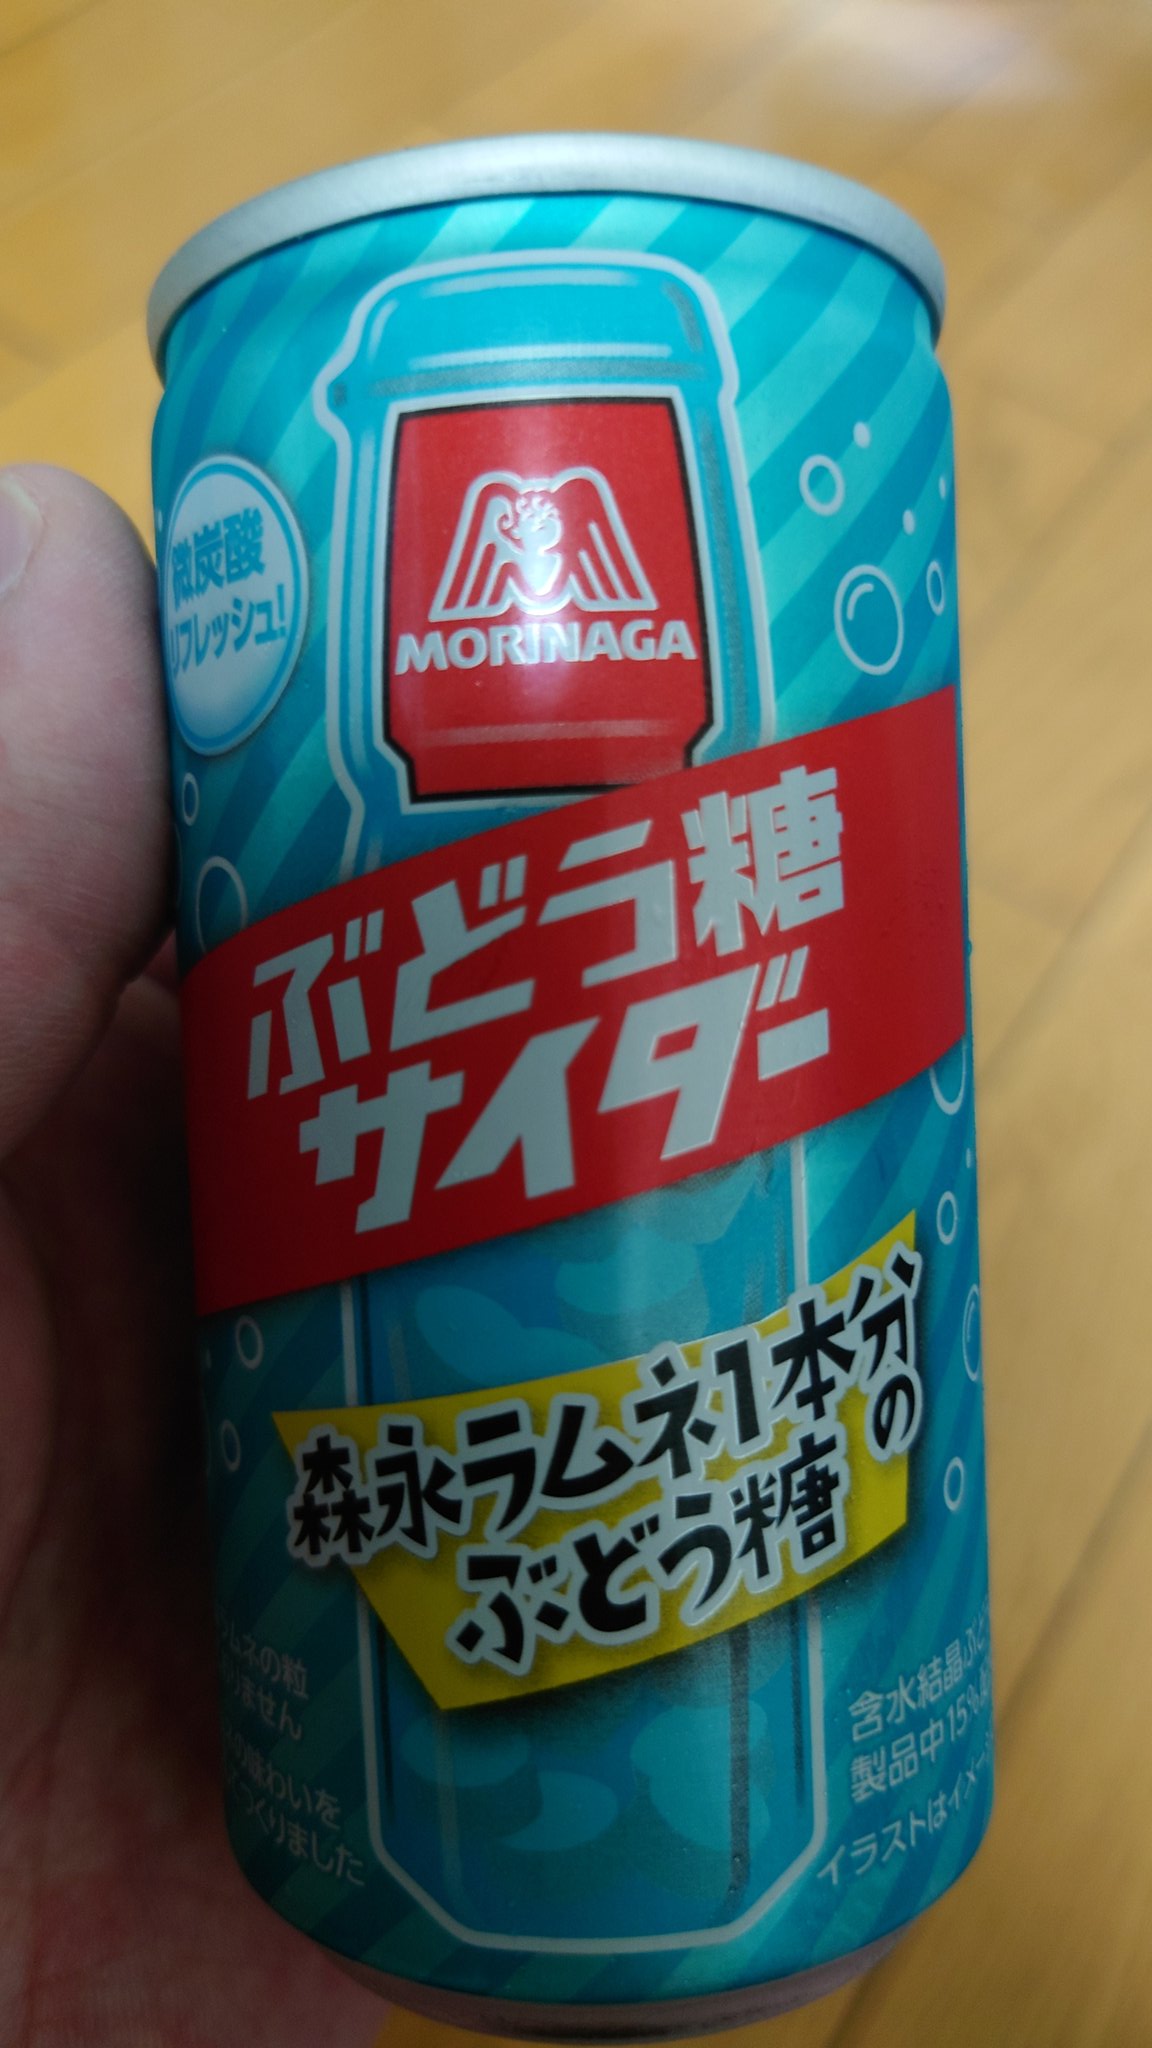 微炭酸
リフレッシュ!
MORINAGA
ぶどう糖
サイダー
森永ラムネ1本分の
ぶどう糖
ラムネの粒
ありません
の味わいを
つくりました
含水結晶ぶど
製品中15%
イラストはイメー